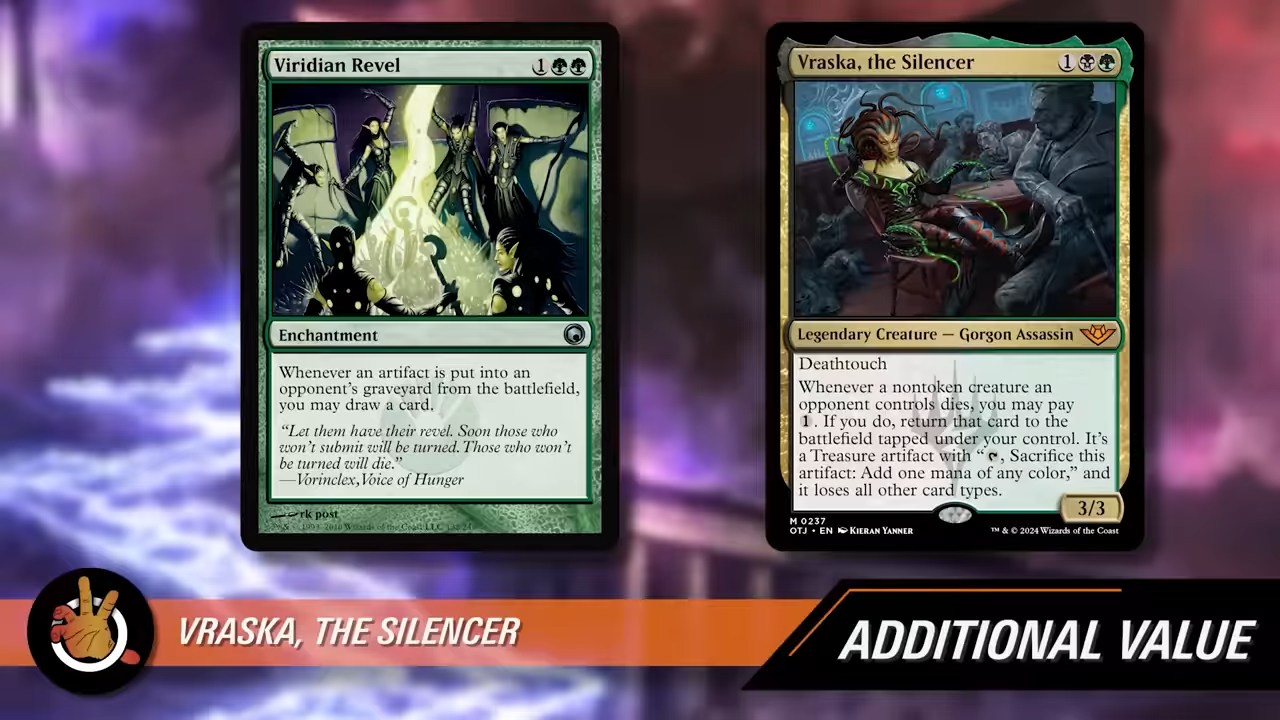 Viridian Revel
1
Enchantment
Whenever an artifact is put into an
opponent's graveyard from the battlefield,
you may draw a card.
"Let them have their revel. Soon those who
won't submit will be turned. Those who won't
be turned will die."
—Vorinclex, Voice of Hunger
rk post
Vraska, the Silencer
1
Legendary Creature — Gorgon Assassin
Deathtouch
Whenever a nontoken creature an
opponent controls dies, you may pay
1. If you do, return that card to the
battlefield tapped under your control. It's
a Treasure artifact with “, Sacrifice this
artifact: Add one mana of any color,” and
it loses all other card types.
3/3
M 0237
OTJ • EN Kieran Yanner
™ & © 2024 Wizards of the Coast
VRASKA, THE SILENCER
ADDITIONAL VALUE